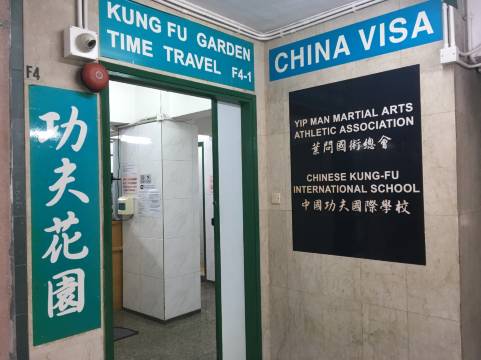 KUNG FU GARDEN
TIME TRAVEL F4-1
CHINA VISA
F4
功夫花園
YIP MAN MARTIAL ARTS
ATHLETIC ASSOCIATION
葉問國術總會
CHINESE KUNG-FU
INTERNATIONAL SCHOOL
中國功夫國際學校